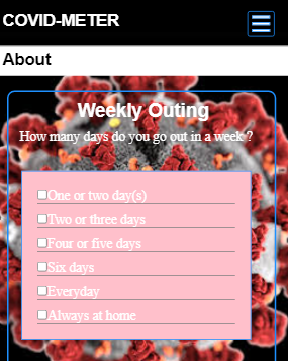 COVID-METER
About
Weekly Outing
How many days do you go out in a week ?
One or two day(s)
Two or three days
Four or five days
Six days
Everyday
Always at home